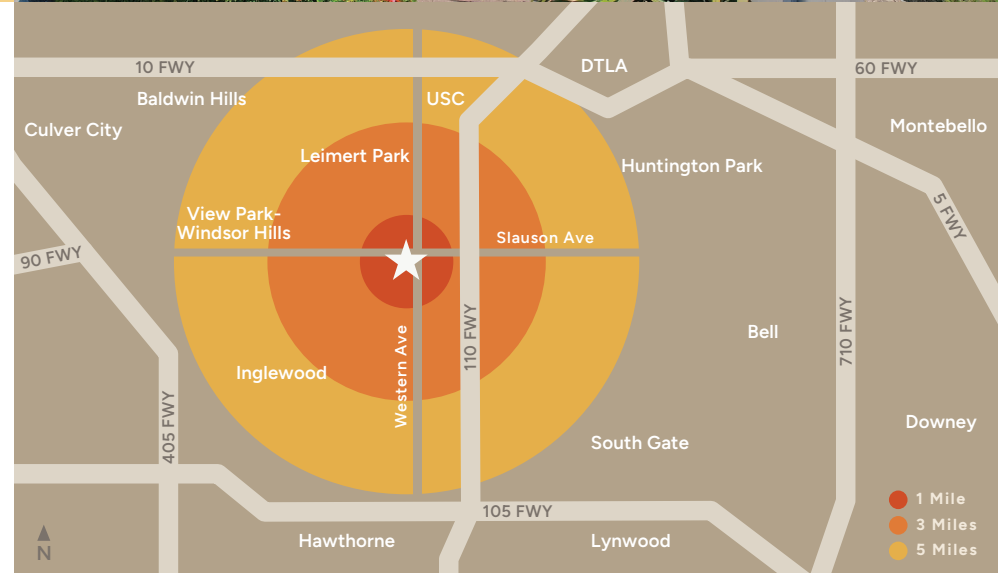 10 FWY
DTLA
60 FWY
Baldwin Hills
USC
Culver City
Montebello
Leimert Park
Huntington Park
View Park-
Windsor Hills
5 FWY
Slauson Ave
90 FWY
Bell
110 FWY
710 FWY
Western Ave
Inglewood
405 FWY
Downey
South Gate
1 Mile
105 FWY
3 Miles
Hawthorne
Lynwood
5 Miles
N